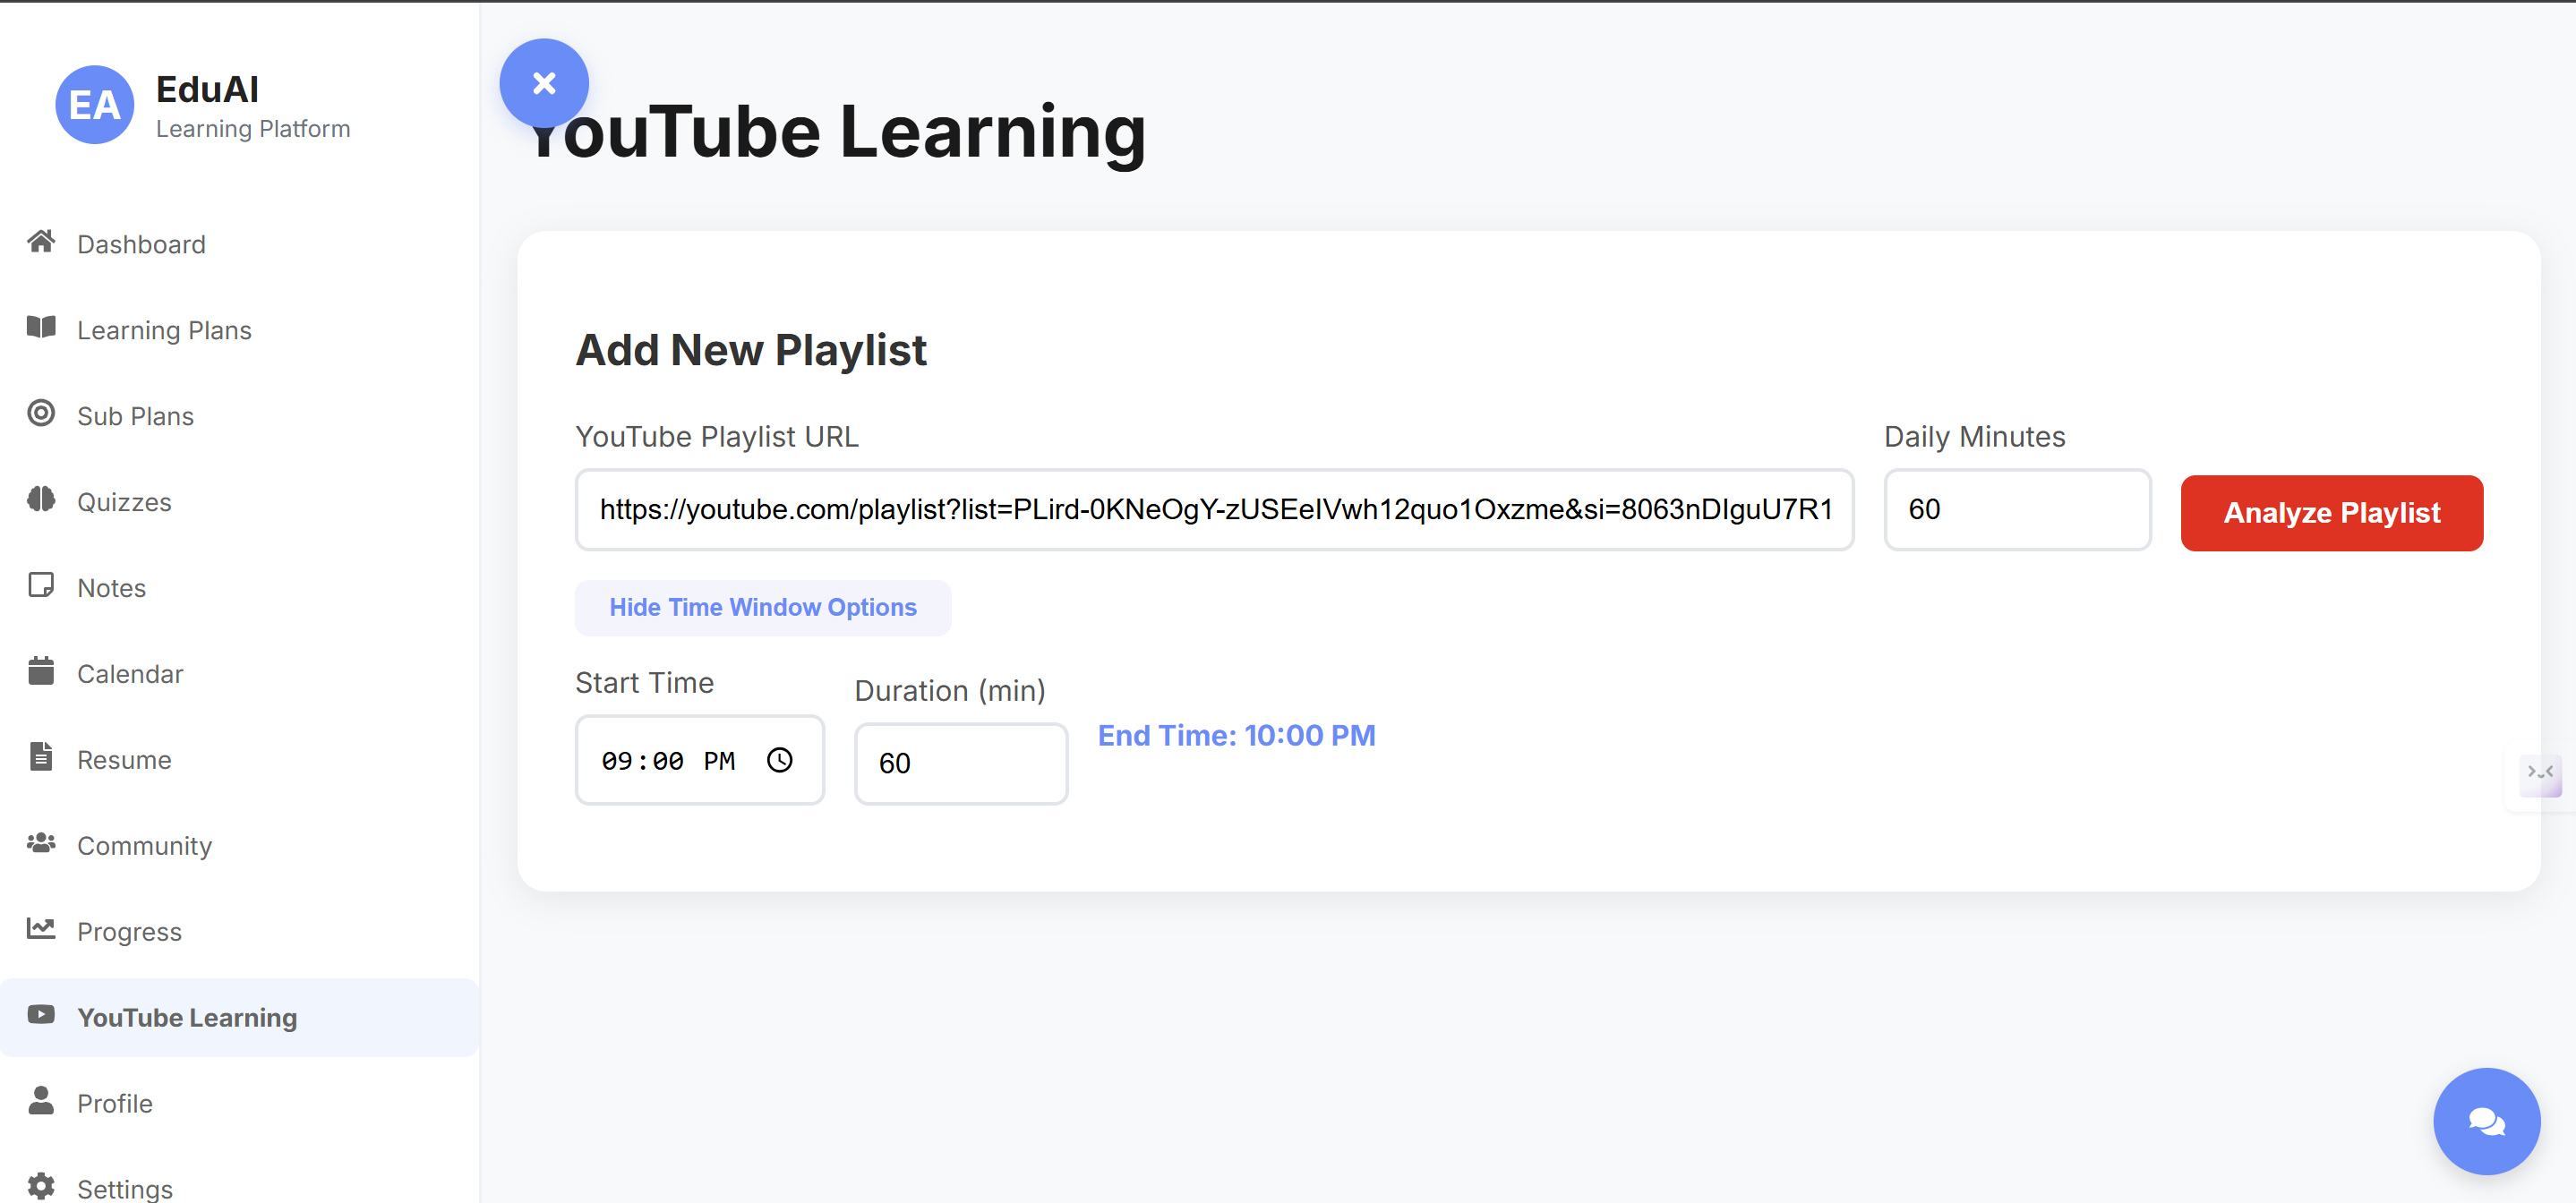 EA
EduAI
Learning Platform
Dashboard
Learning Plans
Sub Plans
Quizzes
Notes
Calendar
Resume
Community
Progress
YouTube Learning
Profile
Settings
YouTube Learning
Add New Playlist
YouTube Playlist URL
https://youtube.com/playlist?list=PLird-0KNeOgY-zUSEeIVwh12quo1Oxzme&si=8063nDIguU7R1
Daily Minutes
60
Analyze Playlist
Hide Time Window Options
Start Time
09:00 PM
Duration (min)
60
End Time: 10:00 PM